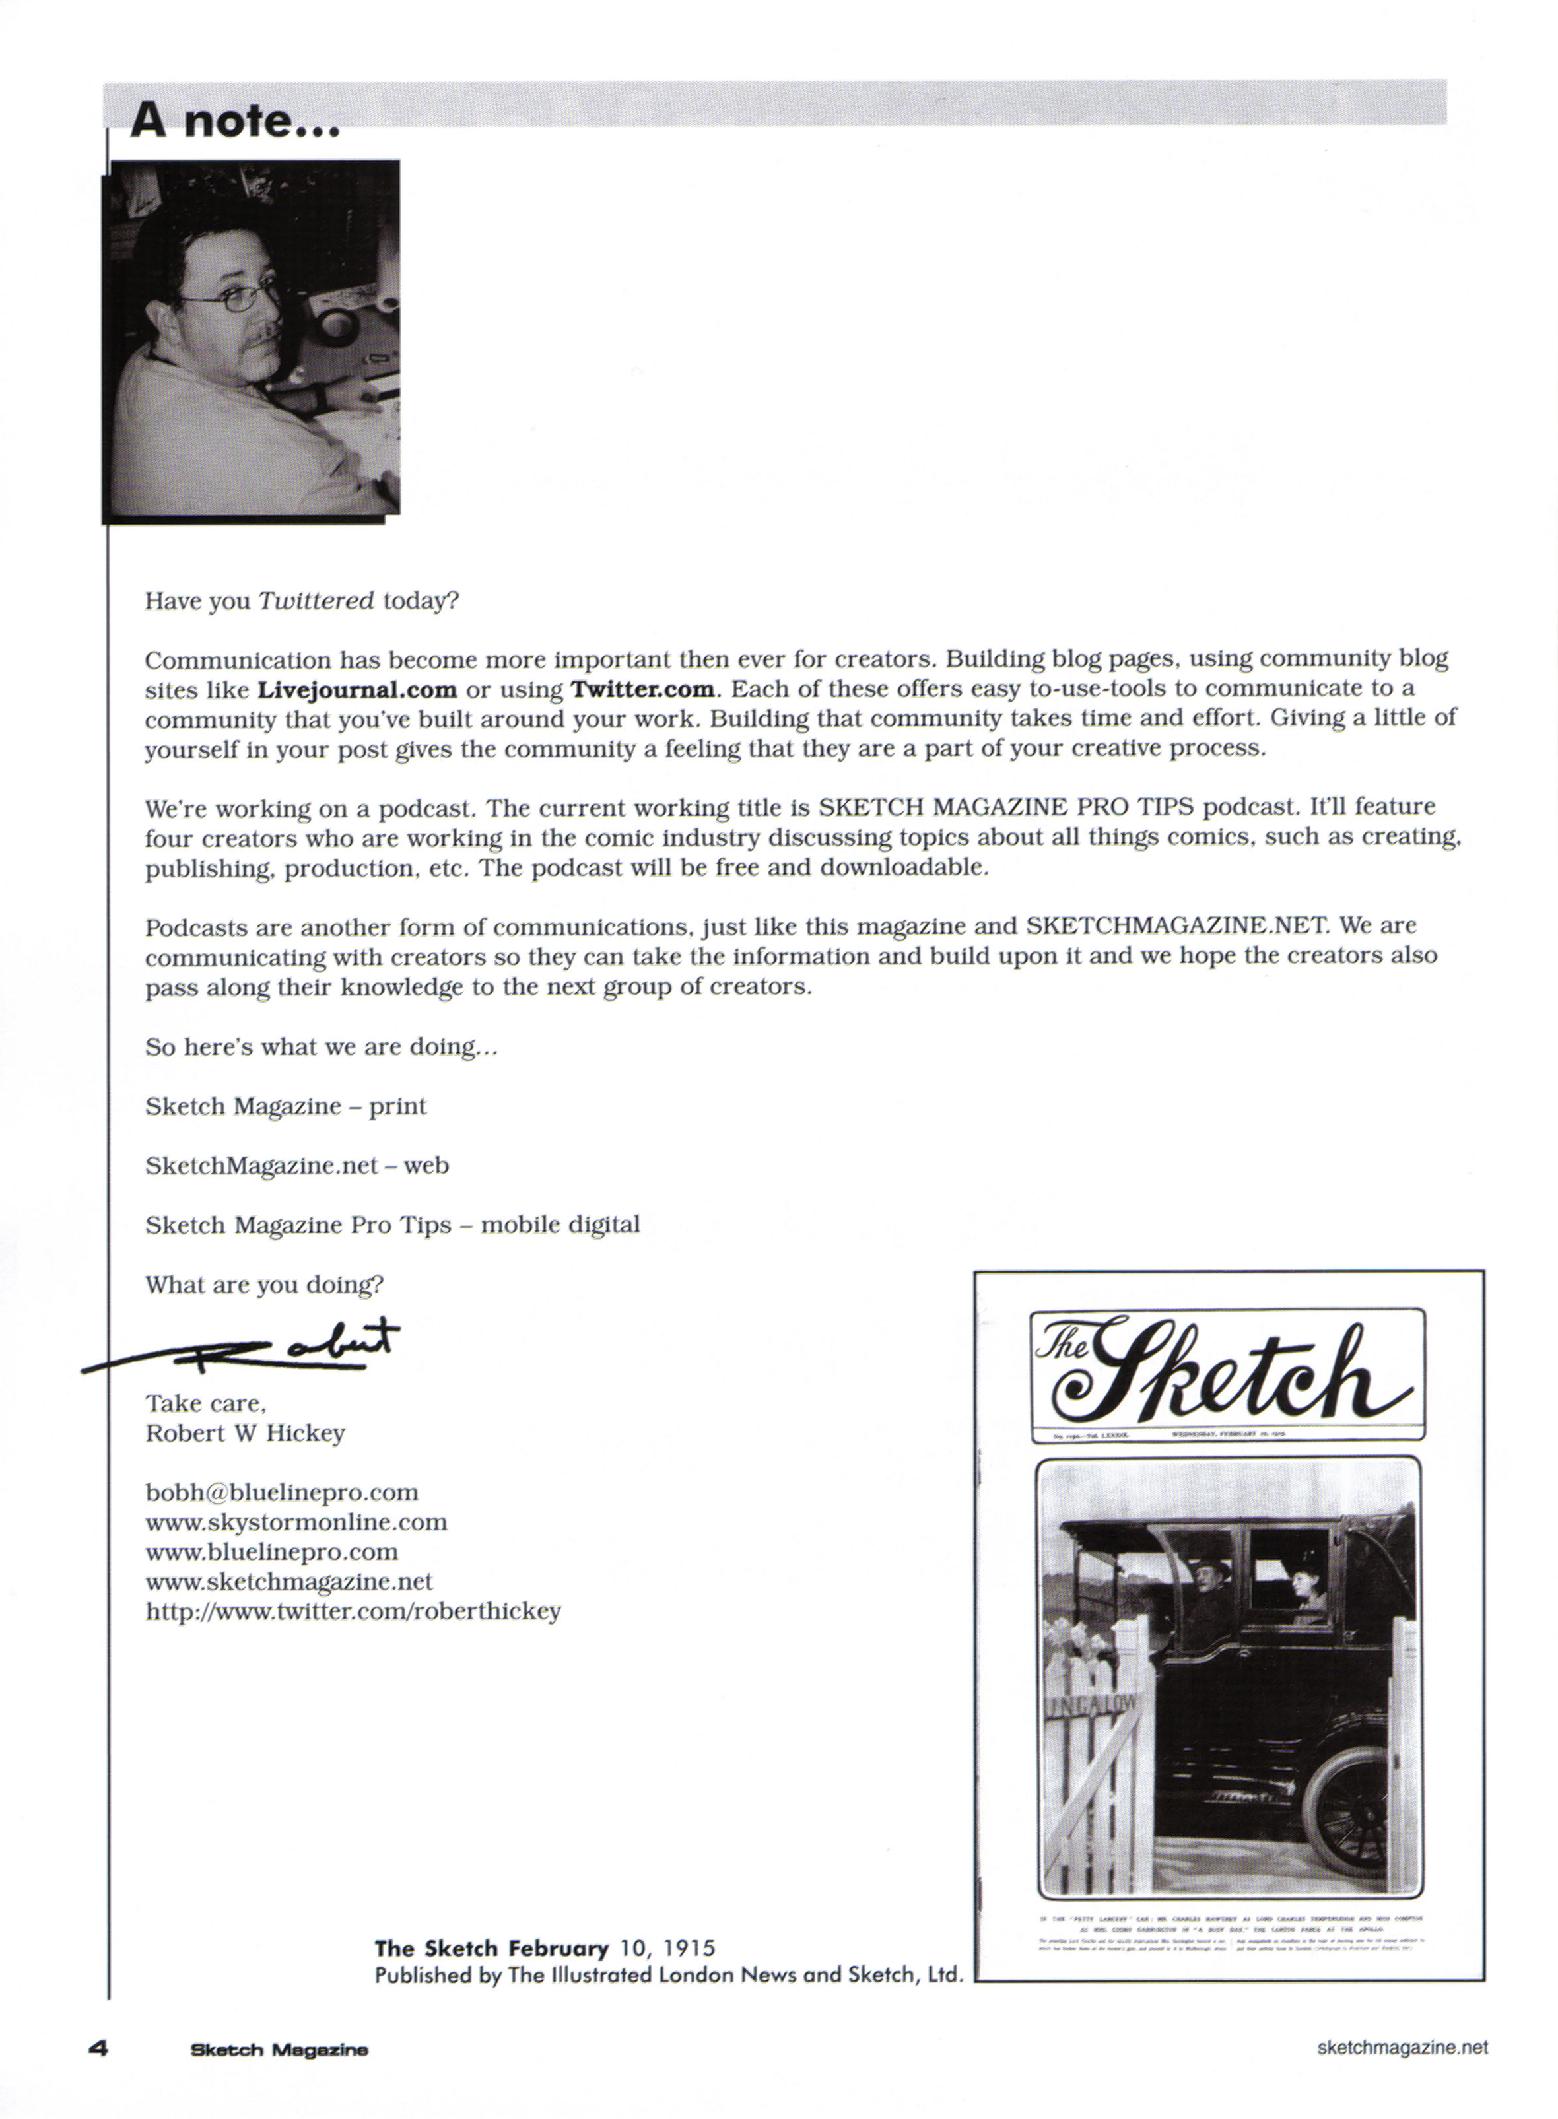 A note...
Have you Twittered today?
Communication has become more important then ever for creators. Building blog pages, using community blog
sites like Livejournal.com or using Twitter.com. Each of these offers easy to-use-tools to communicate to a
community that you've built around your work. Building that community takes time and effort. Giving a little of
yourself in your post gives the community a feeling that they are a part of your creative process.
We're working on a podcast. The current working title is SKETCH MAGAZINE PRO TIPS podcast. It'll feature
four creators who are working in the comic industry discussing topics about all things comics, such as creating,
publishing, production, etc. The podcast will be free and downloadable.
Podcasts are another form of communications, just like this magazine and SKETCHMAGAZINE.NET. We are
communicating with creators so they can take the information and build upon it and we hope the creators also
pass along their knowledge to the next group of creators.
So here's what we are doing...
Sketch Magazine – print
SketchMagazine.net – web
Sketch Magazine Pro Tips – mobile digital
What are you doing?
Robert
Take care,
Robert W Hickey
bobh@bluelinepro.com
www.skystormonline.com
www.bluelinepro.com
www.sketchmagazine.net
http://www.twitter.com/roberthickey
The Sketch
WEDNESDAY, FEBRUARY 10, 1915
UNGALOW
The Sketch February 10, 1915
Published by The Illustrated London News and Sketch, Ltd.
4 Sketch Magazine
sketchmagazine.net